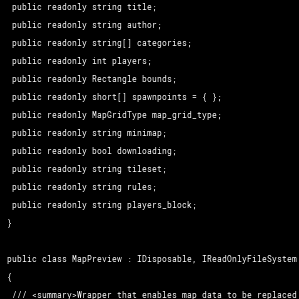 public readonly string title;
public readonly string author;
public readonly string[] categories;
public readonly int players;
public readonly Rectangle bounds;
public readonly short[] spawnpoints = { };
public readonly MapGridType map_grid_type;
public readonly string minimap;
public readonly bool downloading;
public readonly string tileset;
public readonly string rules;
public readonly string players_block;
}
public class MapPreview : IDisposable, IReadOnlyFileSystem
{
/// <summary>Wrapper that enables map data to be replaced